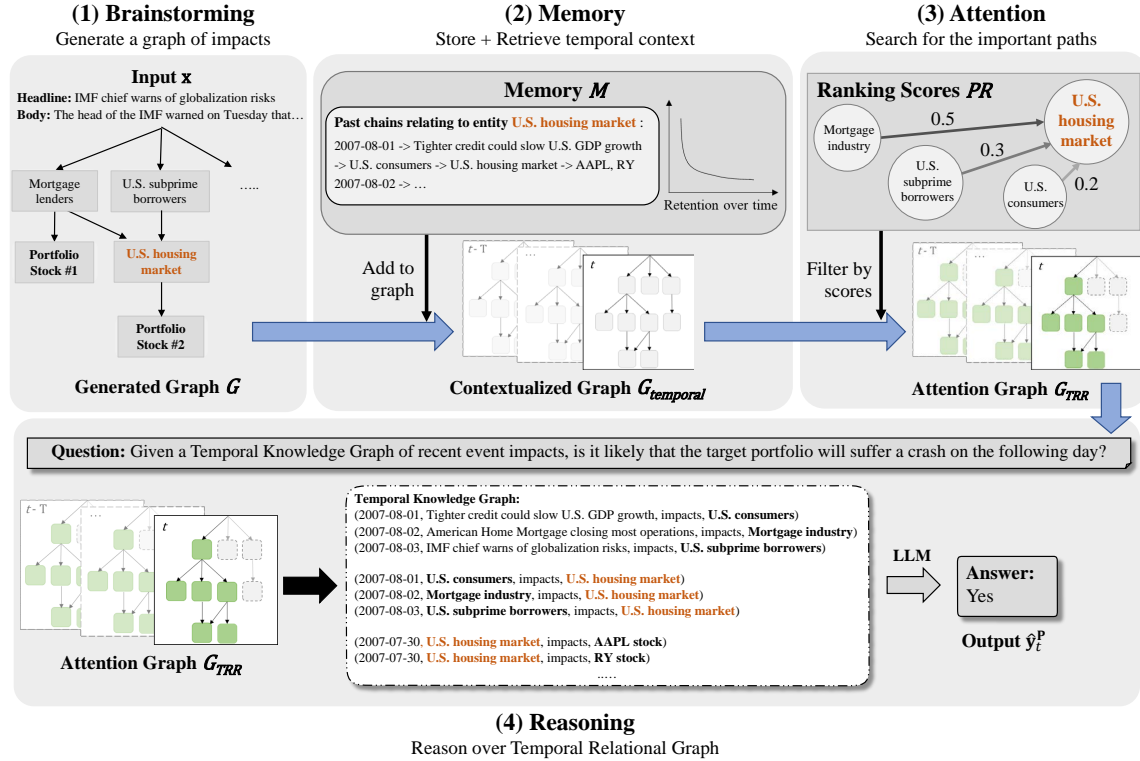 (1) Brainstorming
Generate a graph of impacts
Input x
Headline: IMF chief warns of globalization risks
Body: The head of the IMF warned on Tuesday that…
Mortgage
lenders
U.S. subprime
borrowers
.....
Portfolio
Stock #1
U.S. housing
market
Portfolio
Stock #2
Generated Graph G
(2) Memory
Store + Retrieve temporal context
Memory M
Past chains relating to entity U.S. housing market :
2007-08-01 -> Tighter credit could slow U.S. GDP growth
-> U.S. consumers -> U.S. housing market -> AAPL, RY
2007-08-02 -> …
Retention over time
Add to
graph
t - T
…
t
Contextualized Graph G_temporal
(3) Attention
Search for the important paths
Ranking Scores PR
Mortgage
industry
0.5
U.S.
housing
market
U.S.
subprime
borrowers
0.3
U.S.
consumers
0.2
Filter by
scores
t - T
…
t
Attention Graph G_TRR
Question: Given a Temporal Knowledge Graph of recent event impacts, is it likely that the target portfolio will suffer a crash on the following day?
t - T
…
t
Attention Graph G_TRR
Temporal Knowledge Graph:
(2007-08-01, Tighter credit could slow U.S. GDP growth, impacts, U.S. consumers)
(2007-08-02, American Home Mortgage closing most operations, impacts, Mortgage industry)
(2007-08-03, IMF chief warns of globalization risks, impacts, U.S. subprime borrowers)
(2007-08-01, U.S. consumers, impacts, U.S. housing market)
(2007-08-02, Mortgage industry, impacts, U.S. housing market)
(2007-08-03, U.S. subprime borrowers, impacts, U.S. housing market)
(2007-07-30, U.S. housing market, impacts, AAPL stock)
(2007-07-30, U.S. housing market, impacts, RY stock)
.....
LLM
Answer:
Yes
Output ŷ_t^P
(4) Reasoning
Reason over Temporal Relational Graph